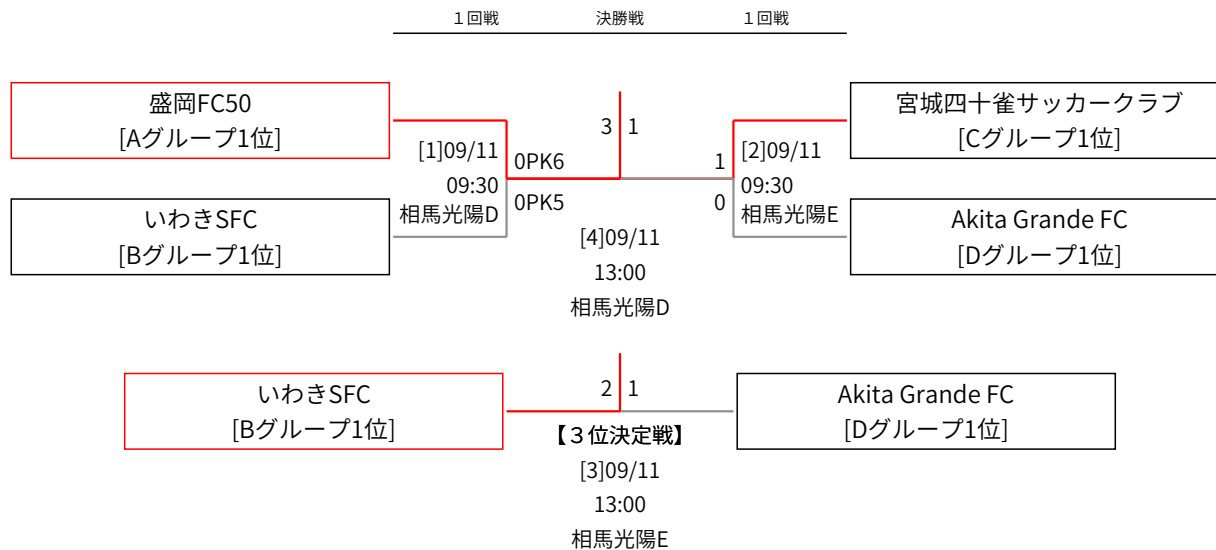 １回戦
決勝戦
１回戦
盛岡FC50
[Aグループ1位]
3
1
宮城四十雀サッカークラブ
[Cグループ1位]
[1]09/11
09:30
相馬光陽D
0PK6
0PK5
1
0
[2]09/11
09:30
相馬光陽E
いわきSFC
[Bグループ1位]
[4]09/11
13:00
相馬光陽D
Akita Grande FC
[Dグループ1位]
いわきSFC
[Bグループ1位]
2
1
Akita Grande FC
[Dグループ1位]
【３位決定戦】
[3]09/11
13:00
相馬光陽E